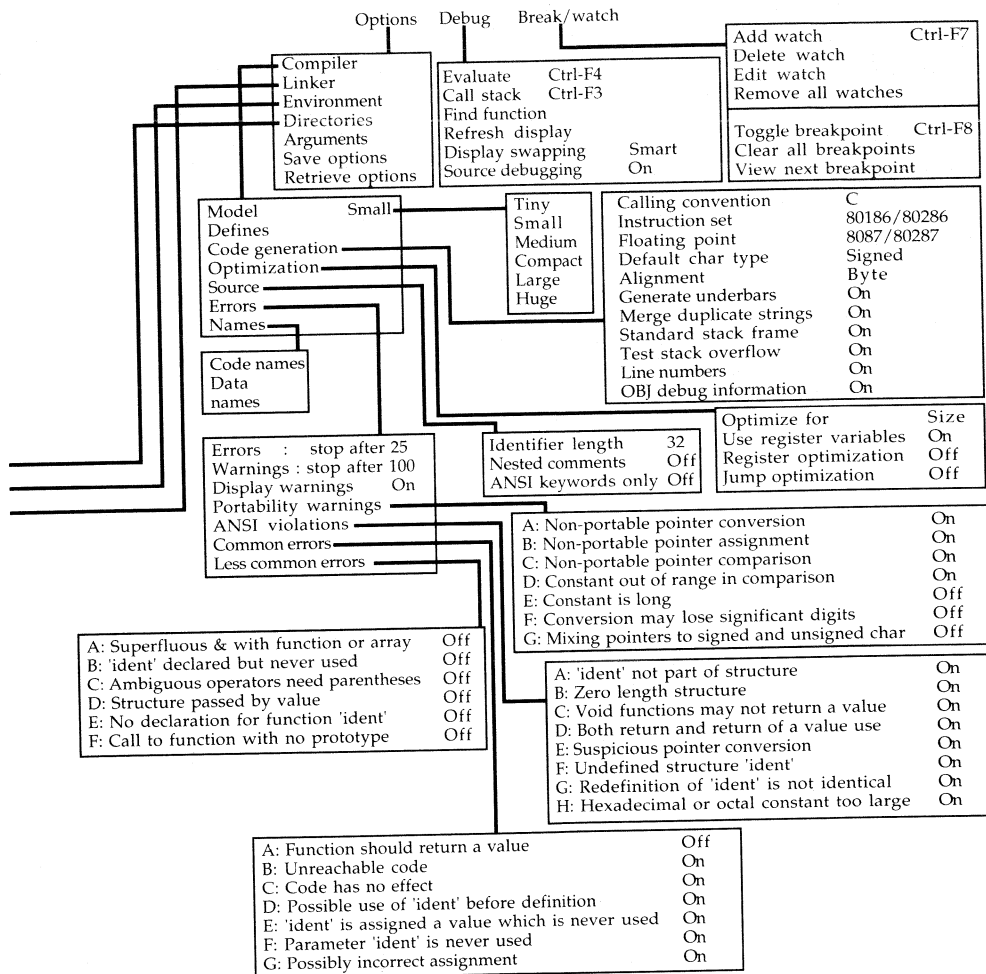 Options Debug Break/watch
Compiler
Linker
Environment
Directories
Arguments
Save options
Retrieve options
Evaluate Ctrl-F4
Call stack Ctrl-F3
Find function
Refresh display
Display swapping Smart
Source debugging On
Add watch Ctrl-F7
Delete watch
Edit watch
Remove all watches
Toggle breakpoint Ctrl-F8
Clear all breakpoints
View next breakpoint
Model Small
Defines
Code generation
Optimization
Source
Errors
Names
Tiny
Small
Medium
Compact
Large
Huge
Calling convention C
Instruction set 80186/80286
Floating point 8087/80287
Default char type Signed
Alignment Byte
Generate underbars On
Merge duplicate strings On
Standard stack frame On
Test stack overflow On
Line numbers On
OBJ debug information On
Code names
Data
names
Optimize for Size
Use register variables On
Register optimization Off
Jump optimization Off
Identifier length 32
Nested comments Off
ANSI keywords only Off
Errors : stop after 25
Warnings : stop after 100
Display warnings On
Portability warnings
ANSI violations
Common errors
Less common errors
A: Non-portable pointer conversion On
B: Non-portable pointer assignment On
C: Non-portable pointer comparison On
D: Constant out of range in comparison On
E: Constant is long Off
F: Conversion may lose significant digits Off
G: Mixing pointers to signed and unsigned char Off
A: Superfluous & with function or array Off
B: 'ident' declared but never used Off
C: Ambiguous operators need parentheses Off
D: Structure passed by value Off
E: No declaration for function 'ident' Off
F: Call to function with no prototype Off
A: 'ident' not part of structure On
B: Zero length structure On
C: Void functions may not return a value On
D: Both return and return of a value use On
E: Suspicious pointer conversion On
F: Undefined structure 'ident' On
G: Redefinition of 'ident' is not identical On
H: Hexadecimal or octal constant too large On
A: Function should return a value Off
B: Unreachable code On
C: Code has no effect On
D: Possible use of 'ident' before definition On
E: 'ident' is assigned a value which is never used On
F: Parameter 'ident' is never used On
G: Possibly incorrect assignment On